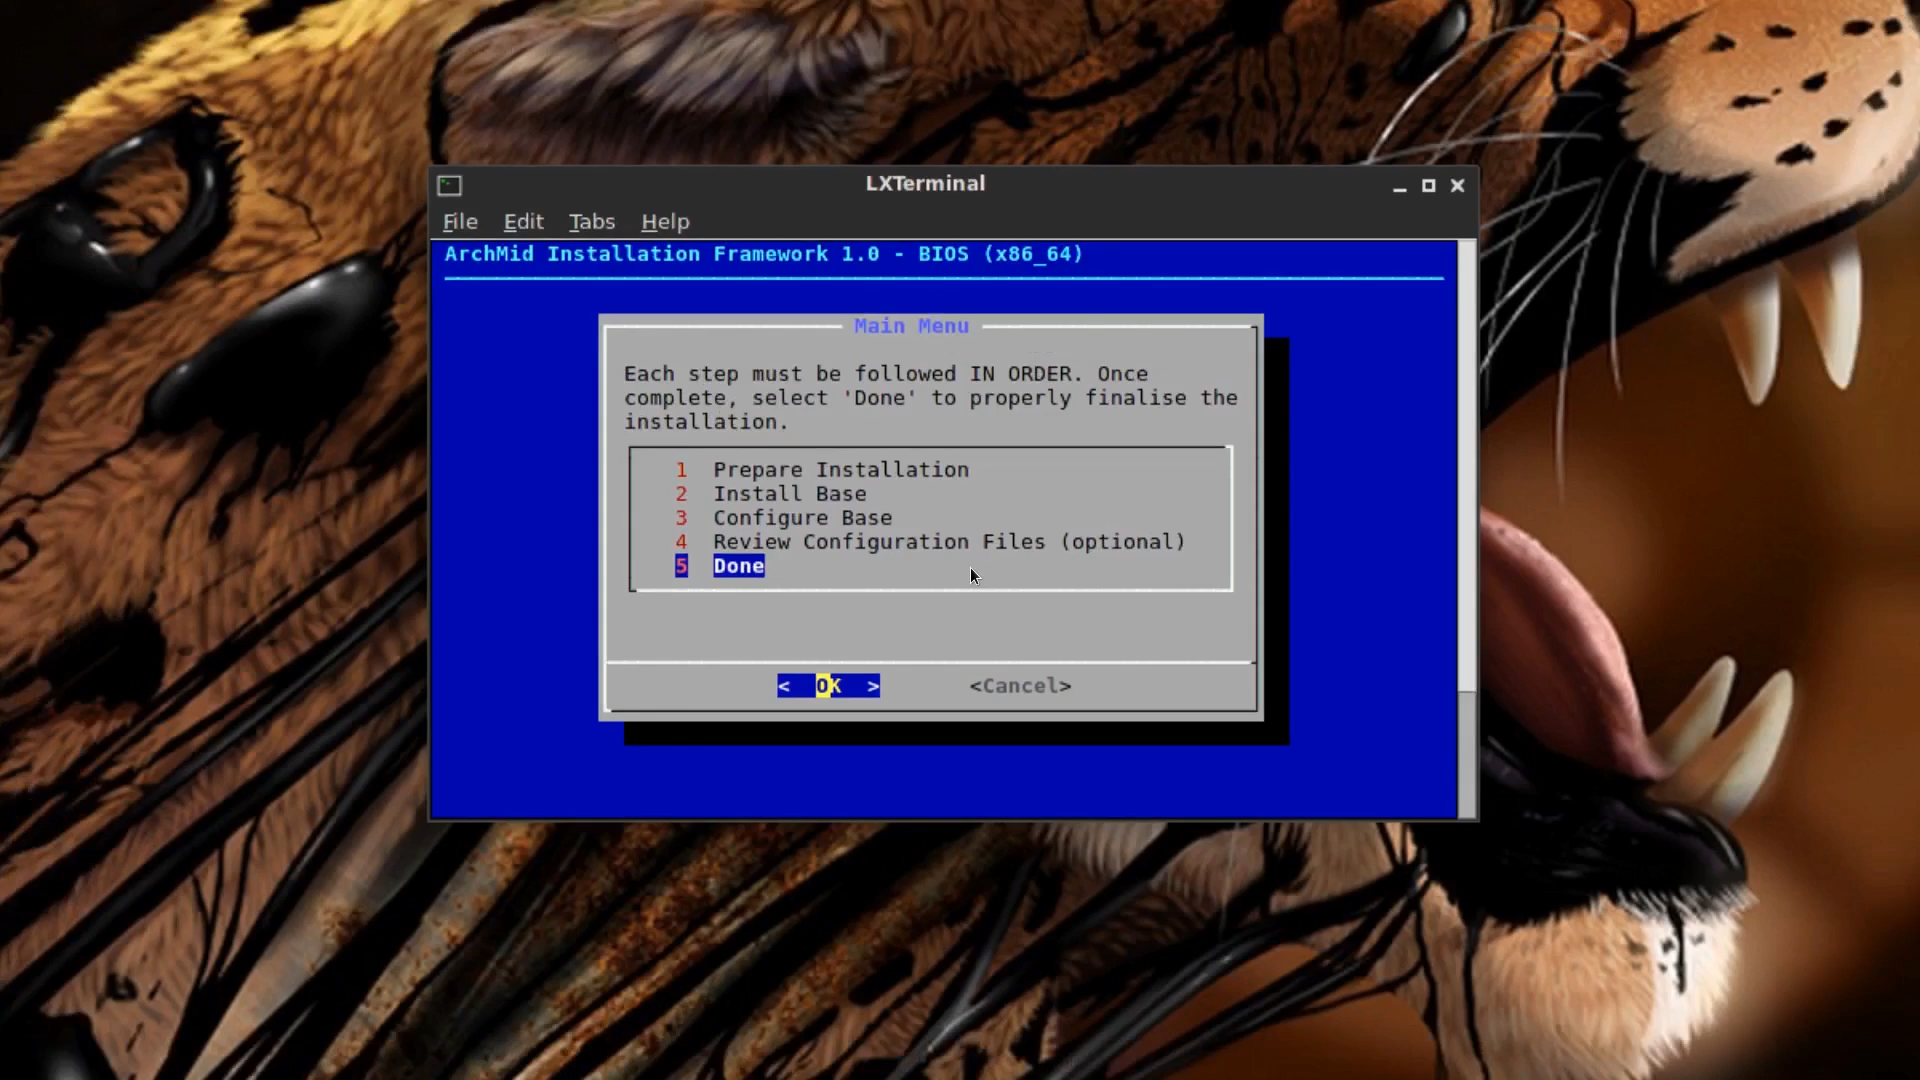 LXTerminal
File Edit Tabs Help
ArchMid Installation Framework 1.0 - BIOS (x86_64)
Main Menu
Each step must be followed IN ORDER. Once
complete, select 'Done' to properly finalise the
installation.
1 Prepare Installation
2 Install Base
3 Configure Base
4 Review Configuration Files (optional)
5 Done
< OK > <Cancel>